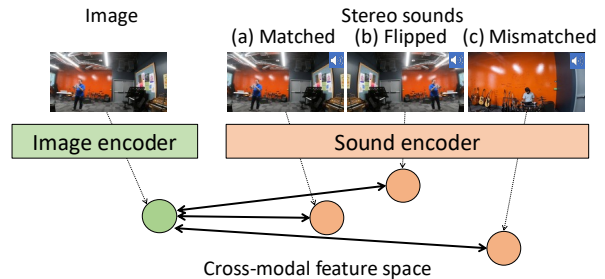 Image
Stereo sounds
(a) Matched (b) Flipped (c) Mismatched
Image encoder
Sound encoder
Cross-modal feature space